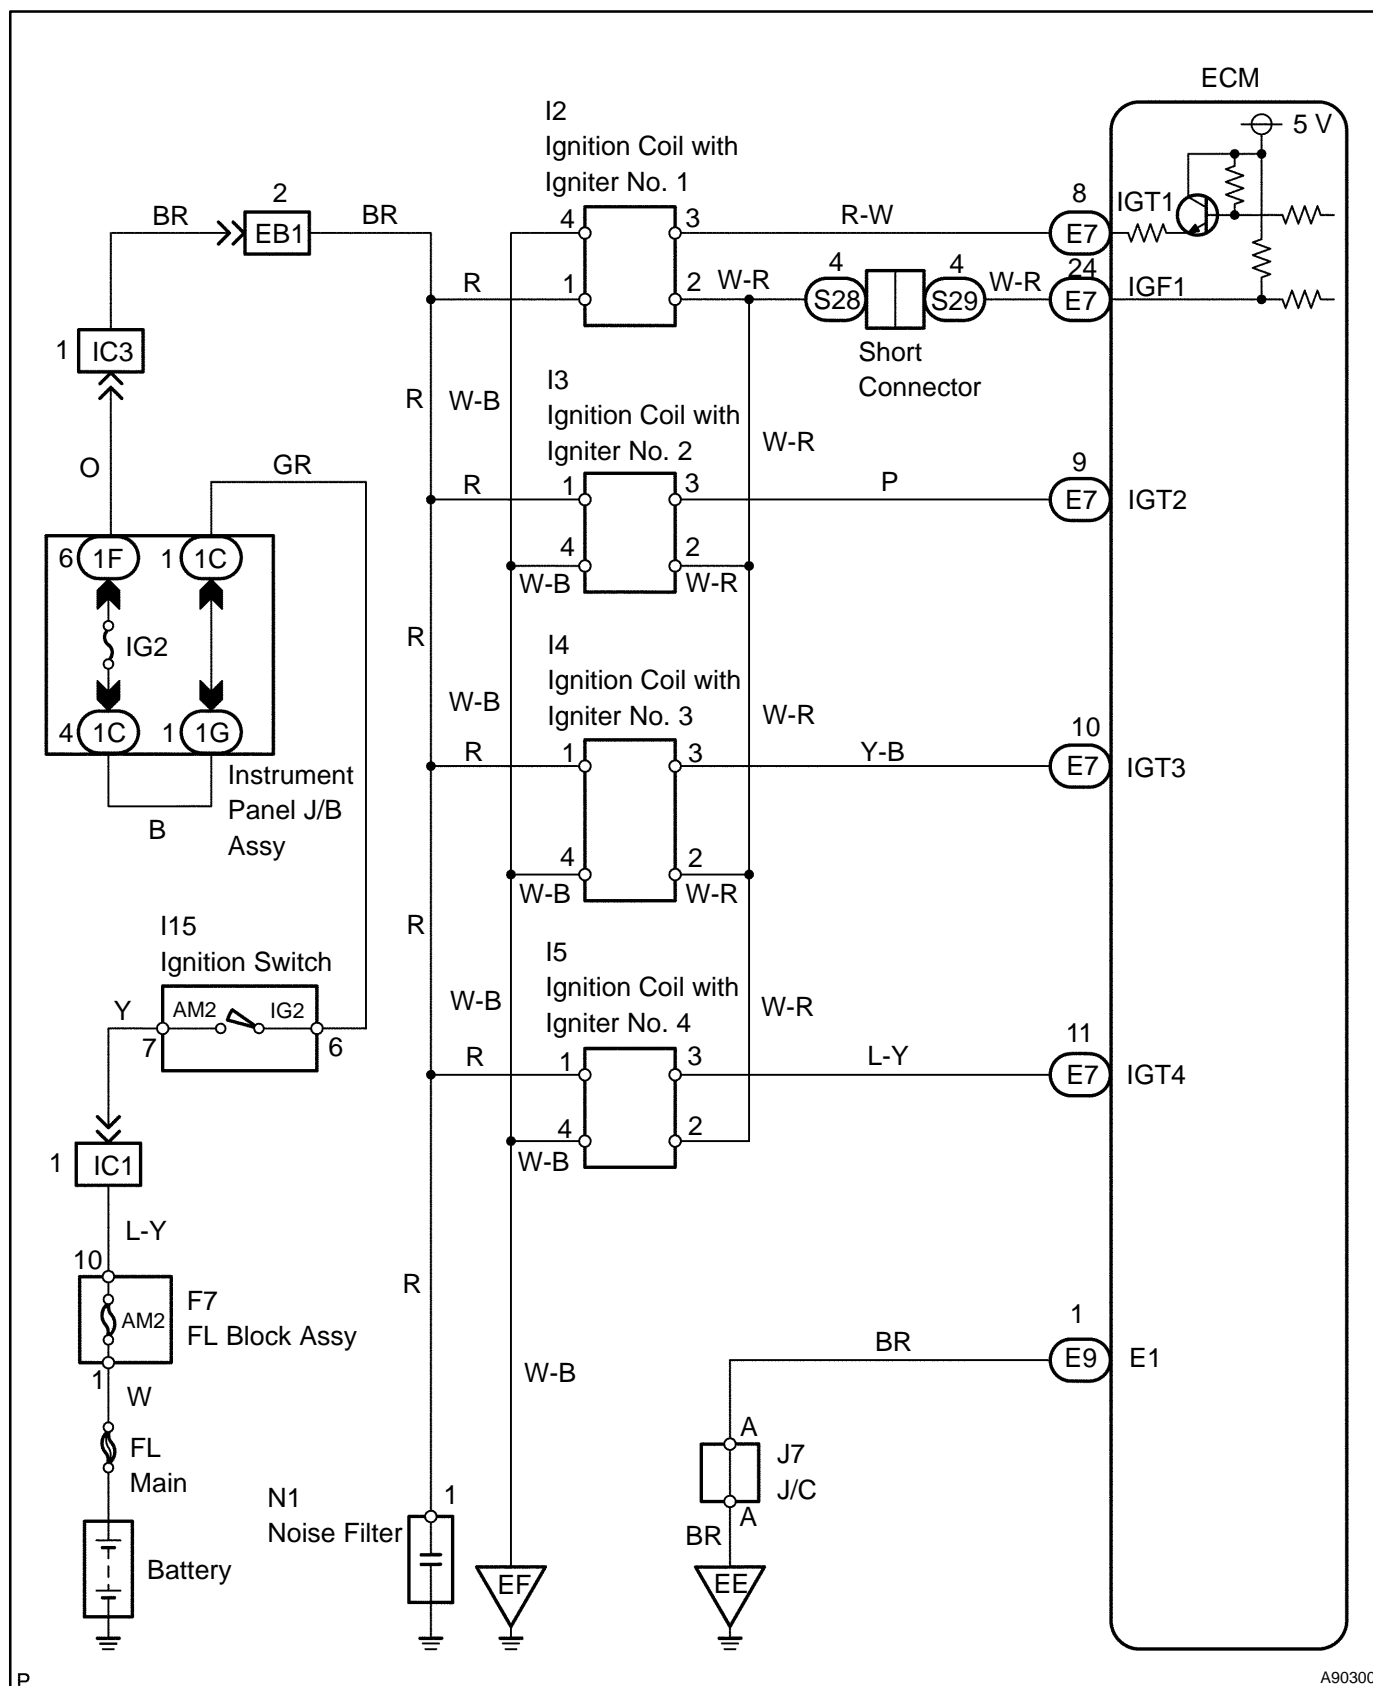 ECM
I2
Ignition Coil with
Igniter No. 1
5 V
BR
2
EB1
BR
4
3
R-W
8
E7
IGT1
R
1
2
W-R
4
S28
4
S29
W-R
24
E7
IGF1
Short
Connector
1
IC3
R
W-B
I3
Ignition Coil with
Igniter No. 2
W-R
O
GR
R
1
3
P
9
E7
IGT2
6
1F
1
1C
4
2
W-B
W-R
IG2
R
I4
Ignition Coil with
Igniter No. 3
W-B
W-R
4
1C
1
1G
R
1
3
Y-B
10
E7
IGT3
Instrument
Panel J/B
Assy
B
4
2
W-B
W-R
I15
Ignition Switch
R
I5
Ignition Coil with
Igniter No. 4
W-B
W-R
Y
AM2
IG2
7
6
R
1
3
L-Y
11
E7
IGT4
4
2
W-B
1
IC1
L-Y
10
AM2
F7
FL Block Assy
R
1
W
W-B
BR
1
E9
E1
FL
Main
A
J7
J/C
A
N1
Noise Filter
1
BR
Battery
EF
EE
P
A90300